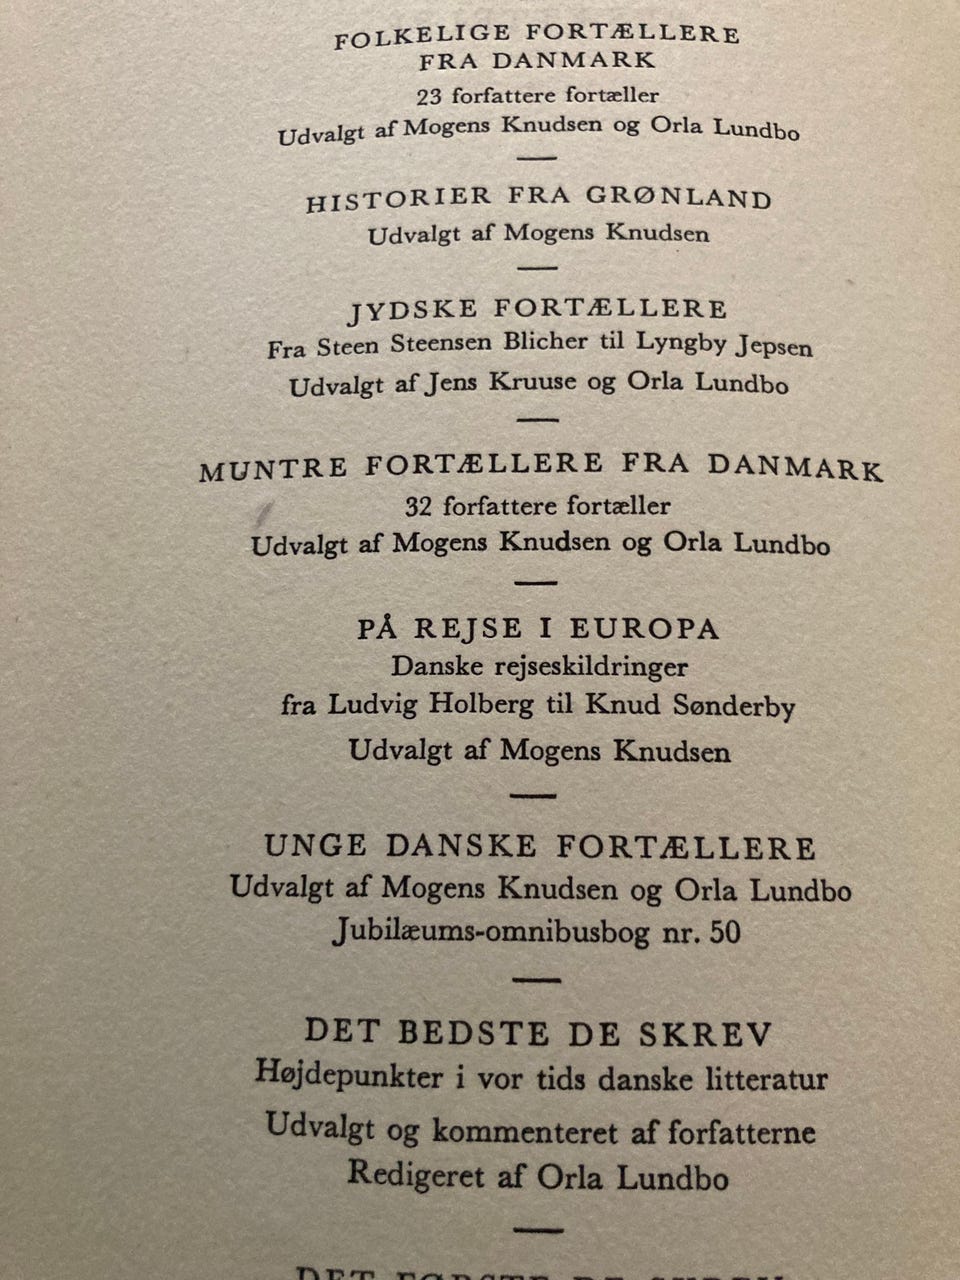 FOLKELIGE FORTÆLLERE
FRA DANMARK
23 forfattere fortæller
Udvalgt af Mogens Knudsen og Orla Lundbo
HISTORIER FRA GRØNLAND
Udvalgt af Mogens Knudsen
JYDSKE FORTÆLLERE
Fra Steen Steensen Blicher til Lyngby Jepsen
Udvalgt af Jens Kruuse og Orla Lundbo
MUNTRE FORTÆLLERE FRA DANMARK
32 forfattere fortæller
Udvalgt af Mogens Knudsen og Orla Lundbo
PÅ REJSE I EUROPA
Danske rejseskildringer
fra Ludvig Holberg til Knud Sønderby
Udvalgt af Mogens Knudsen
UNGE DANSKE FORTÆLLERE
Udvalgt af Mogens Knudsen og Orla Lundbo
Jubilæums-omnibusbog nr. 50
DET BEDSTE DE SKREV
Højdepunkter i vor tids danske litteratur
Udvalgt og kommenteret af forfatterne
Redigeret af Orla Lundbo
DET FØRSTE DE SKREV